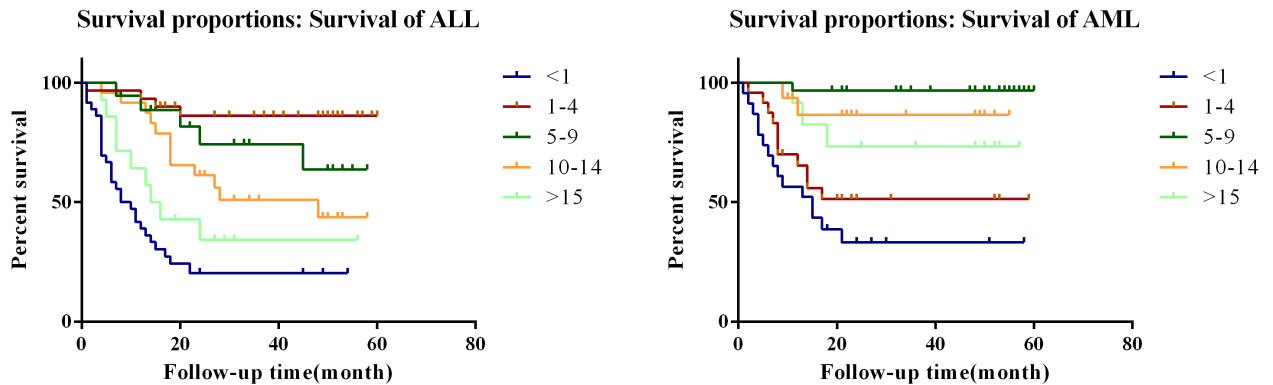 Survival proportions: Survival of ALL
Percent survival
100
50
0
0 20 40 60 80
Follow-up time(month)
<1
1-4
5-9
10-14
>15
Survival proportions: Survival of AML
Percent survival
100
50
0
0 20 40 60 80
Follow-up time(month)
<1
1-4
5-9
10-14
>15